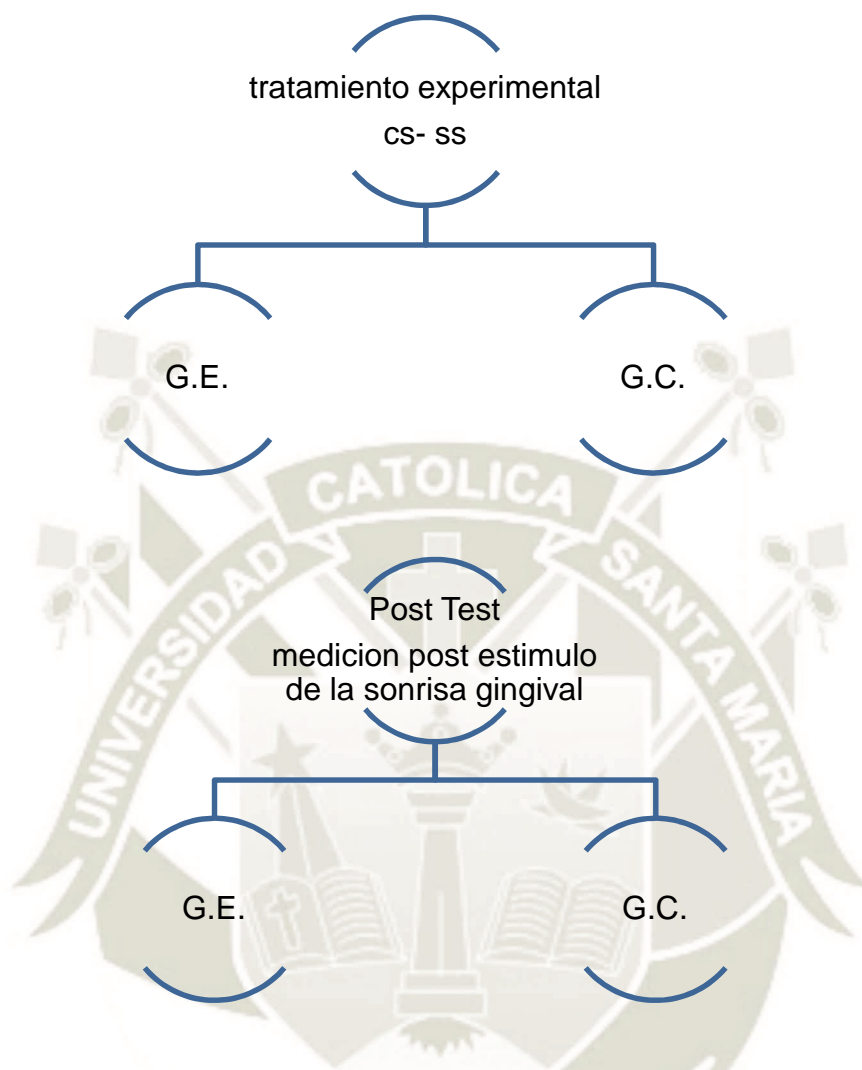 tratamiento experimental
cs- ss
G.E.
G.C.
CATOLICA
UNIVERSIDAD
SANTA MARIA
Post Test
medicion post estimulo
de la sonrisa gingival
G.E.
G.C.